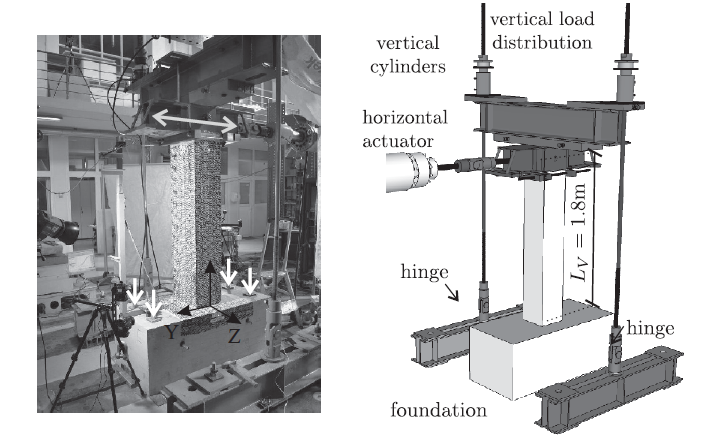 vertical load
distribution
vertical
cylinders
horizontal
actuator
L_V = 1.8m
hinge
hinge
foundation
Y
Z